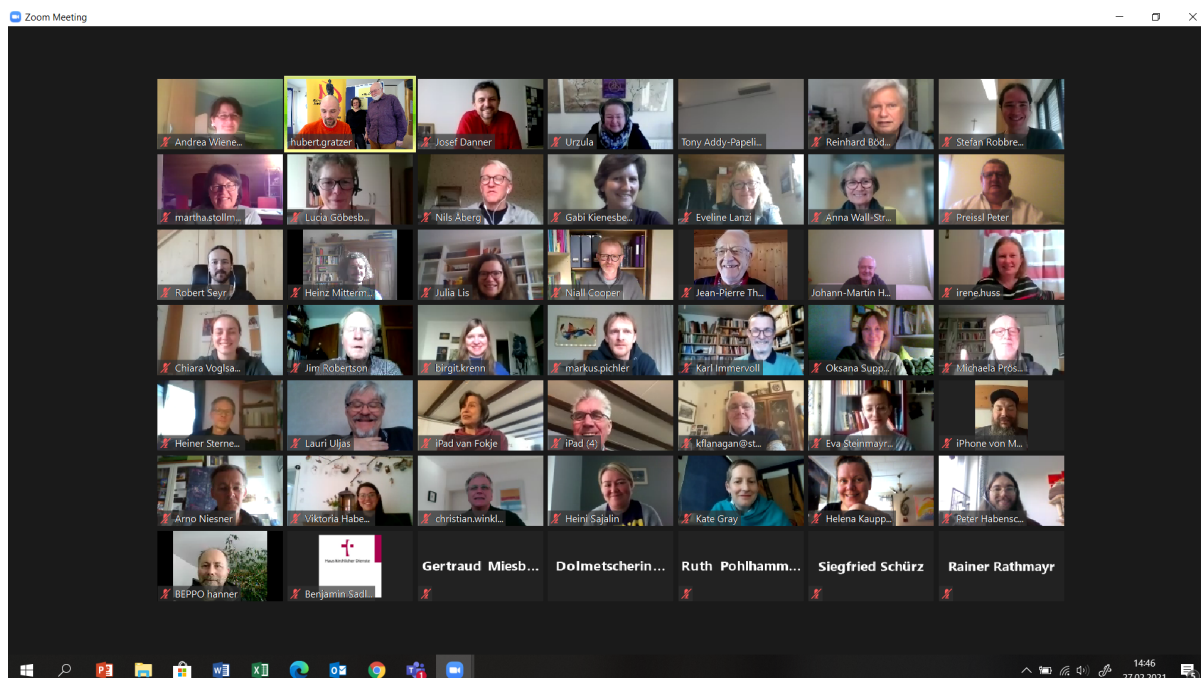 Zoom Meeting
Andrea Wiene...
hubert.gratzer
Josef Danner
Urzula
Tony Addy-Papeli...
Reinhard Böd...
Stefan Robbre...
martha.stollm...
Lucia Göbesb...
Nils Åberg
Gabi Kienesbe...
Eveline Lanzi
Anna Wall-Str...
Preissl Peter
Robert Seyr
Heinz Mitterm...
Julia Lis
Niall Cooper
Jean-Pierre Th...
Johann-Martin H...
irene.huss
Chiara Voglsa...
Jim Robertson
birgit.krenn
markus.pichler
Karl Immervoll
Oksana Supp...
Michaela Prös...
Heiner Sterne...
Lauri Uljas
iPad van Fokje
iPad (4)
kflanagan@st...
Eva Steinmayr...
iPhone von M...
Arno Niesner
Viktoria Habe...
christian.winkl...
Heini Sajalin
Kate Gray
Helena Kaupp...
Peter Habensc...
BEPPO hanner
Benjamin Sadl...
Gertraud Miesb...
Dolmetscherin...
Ruth Pohlhamm...
Siegfried Schürz
Rainer Rathmayr
14:46
27.02.2021